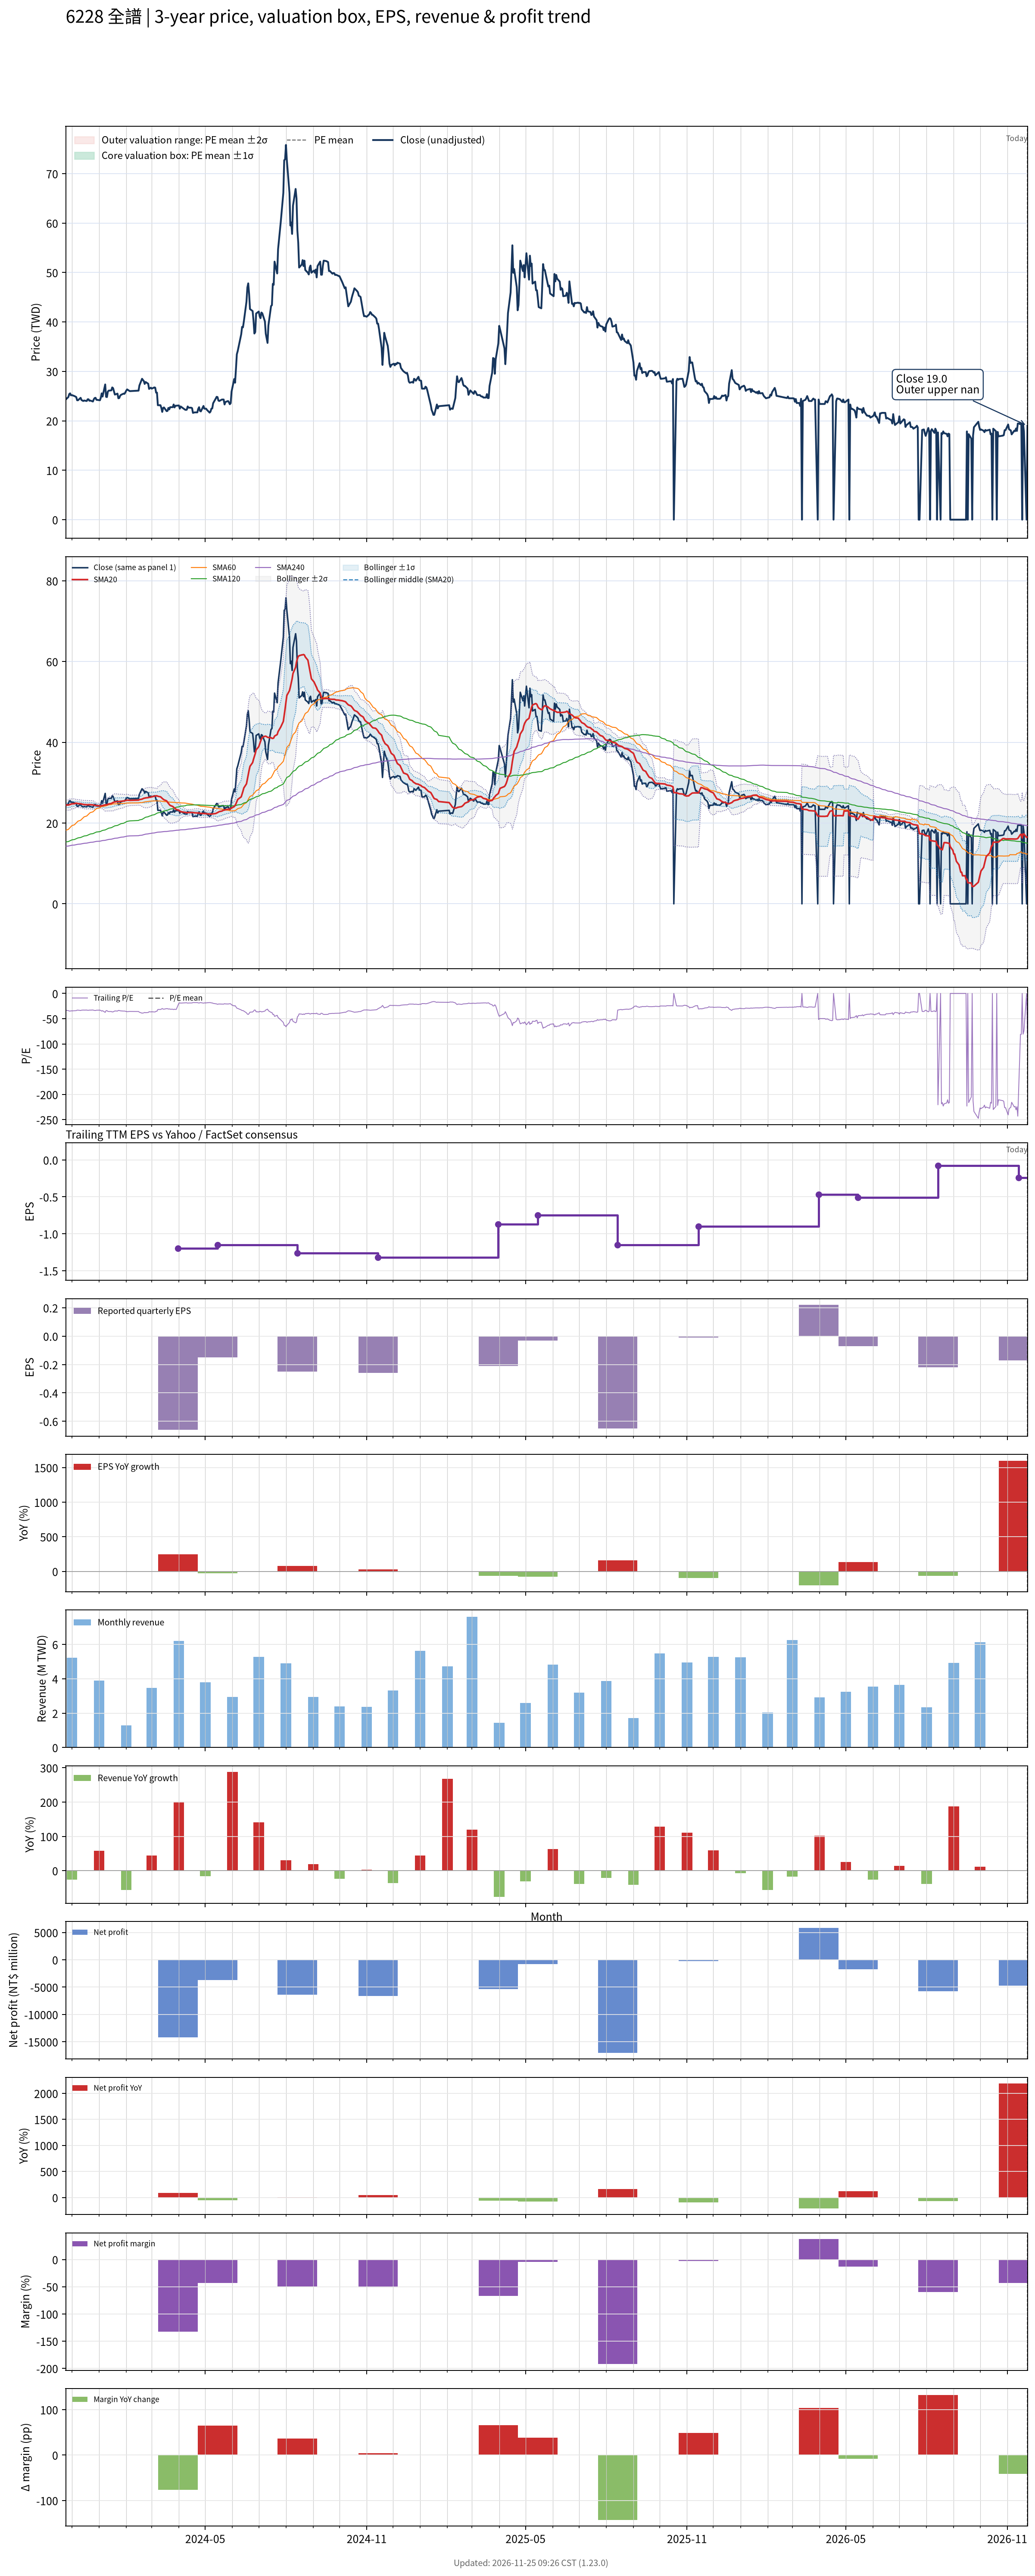 6228 全譜 | 3-year price, valuation box, EPS, revenue & profit trend
Outer valuation range: PE mean ±2σ
PE mean
Close (unadjusted)
Core valuation box: PE mean ±1σ
Today
70
60
50
40
30
20
10
0
Price (TWD)
Close 19.0
Outer upper nan
Close (same as panel 1)
SMA20
SMA60
SMA120
SMA240
Bollinger ±2σ
Bollinger ±1σ
Bollinger middle (SMA20)
80
60
40
20
0
Price
Trailing P/E
P/E mean
0
-50
-100
-150
-200
-250
P/E
Trailing TTM EPS vs Yahoo / FactSet consensus
Today
0.0
-0.5
-1.0
-1.5
EPS
Reported quarterly EPS
0.2
0.0
-0.2
-0.4
-0.6
EPS
EPS YoY growth
1500
1000
500
0
YoY (%)
Monthly revenue
6
4
2
0
Revenue (M TWD)
Revenue YoY growth
300
200
100
0
YoY (%)
Month
Net profit
5000
0
-5000
-10000
-15000
Net profit (NT$ million)
Net profit YoY
2000
1500
1000
500
0
YoY (%)
Net profit margin
0
-50
-100
-150
-200
Margin (%)
Margin YoY change
100
0
-100
Δ margin (pp)
2024-05
2024-11
2025-05
2025-11
2026-05
2026-11
Updated: 2026-11-25 09:26 CST (1.23.0)